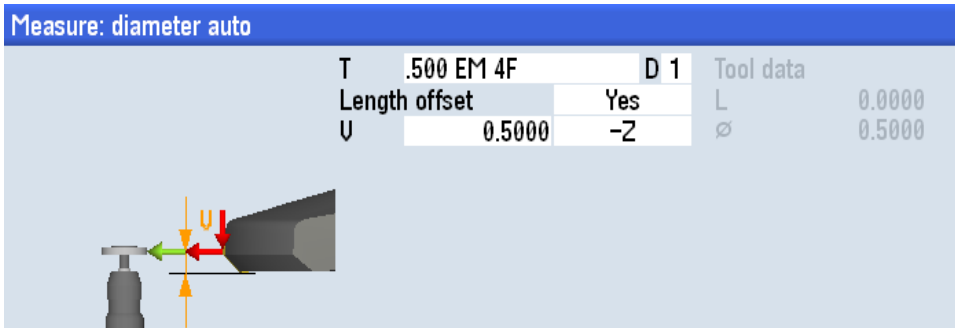 Measure: diameter auto
T .500 EM 4F D 1 Tool data
Length offset Yes L 0.0000
V 0.5000 -Z Ø 0.5000
V